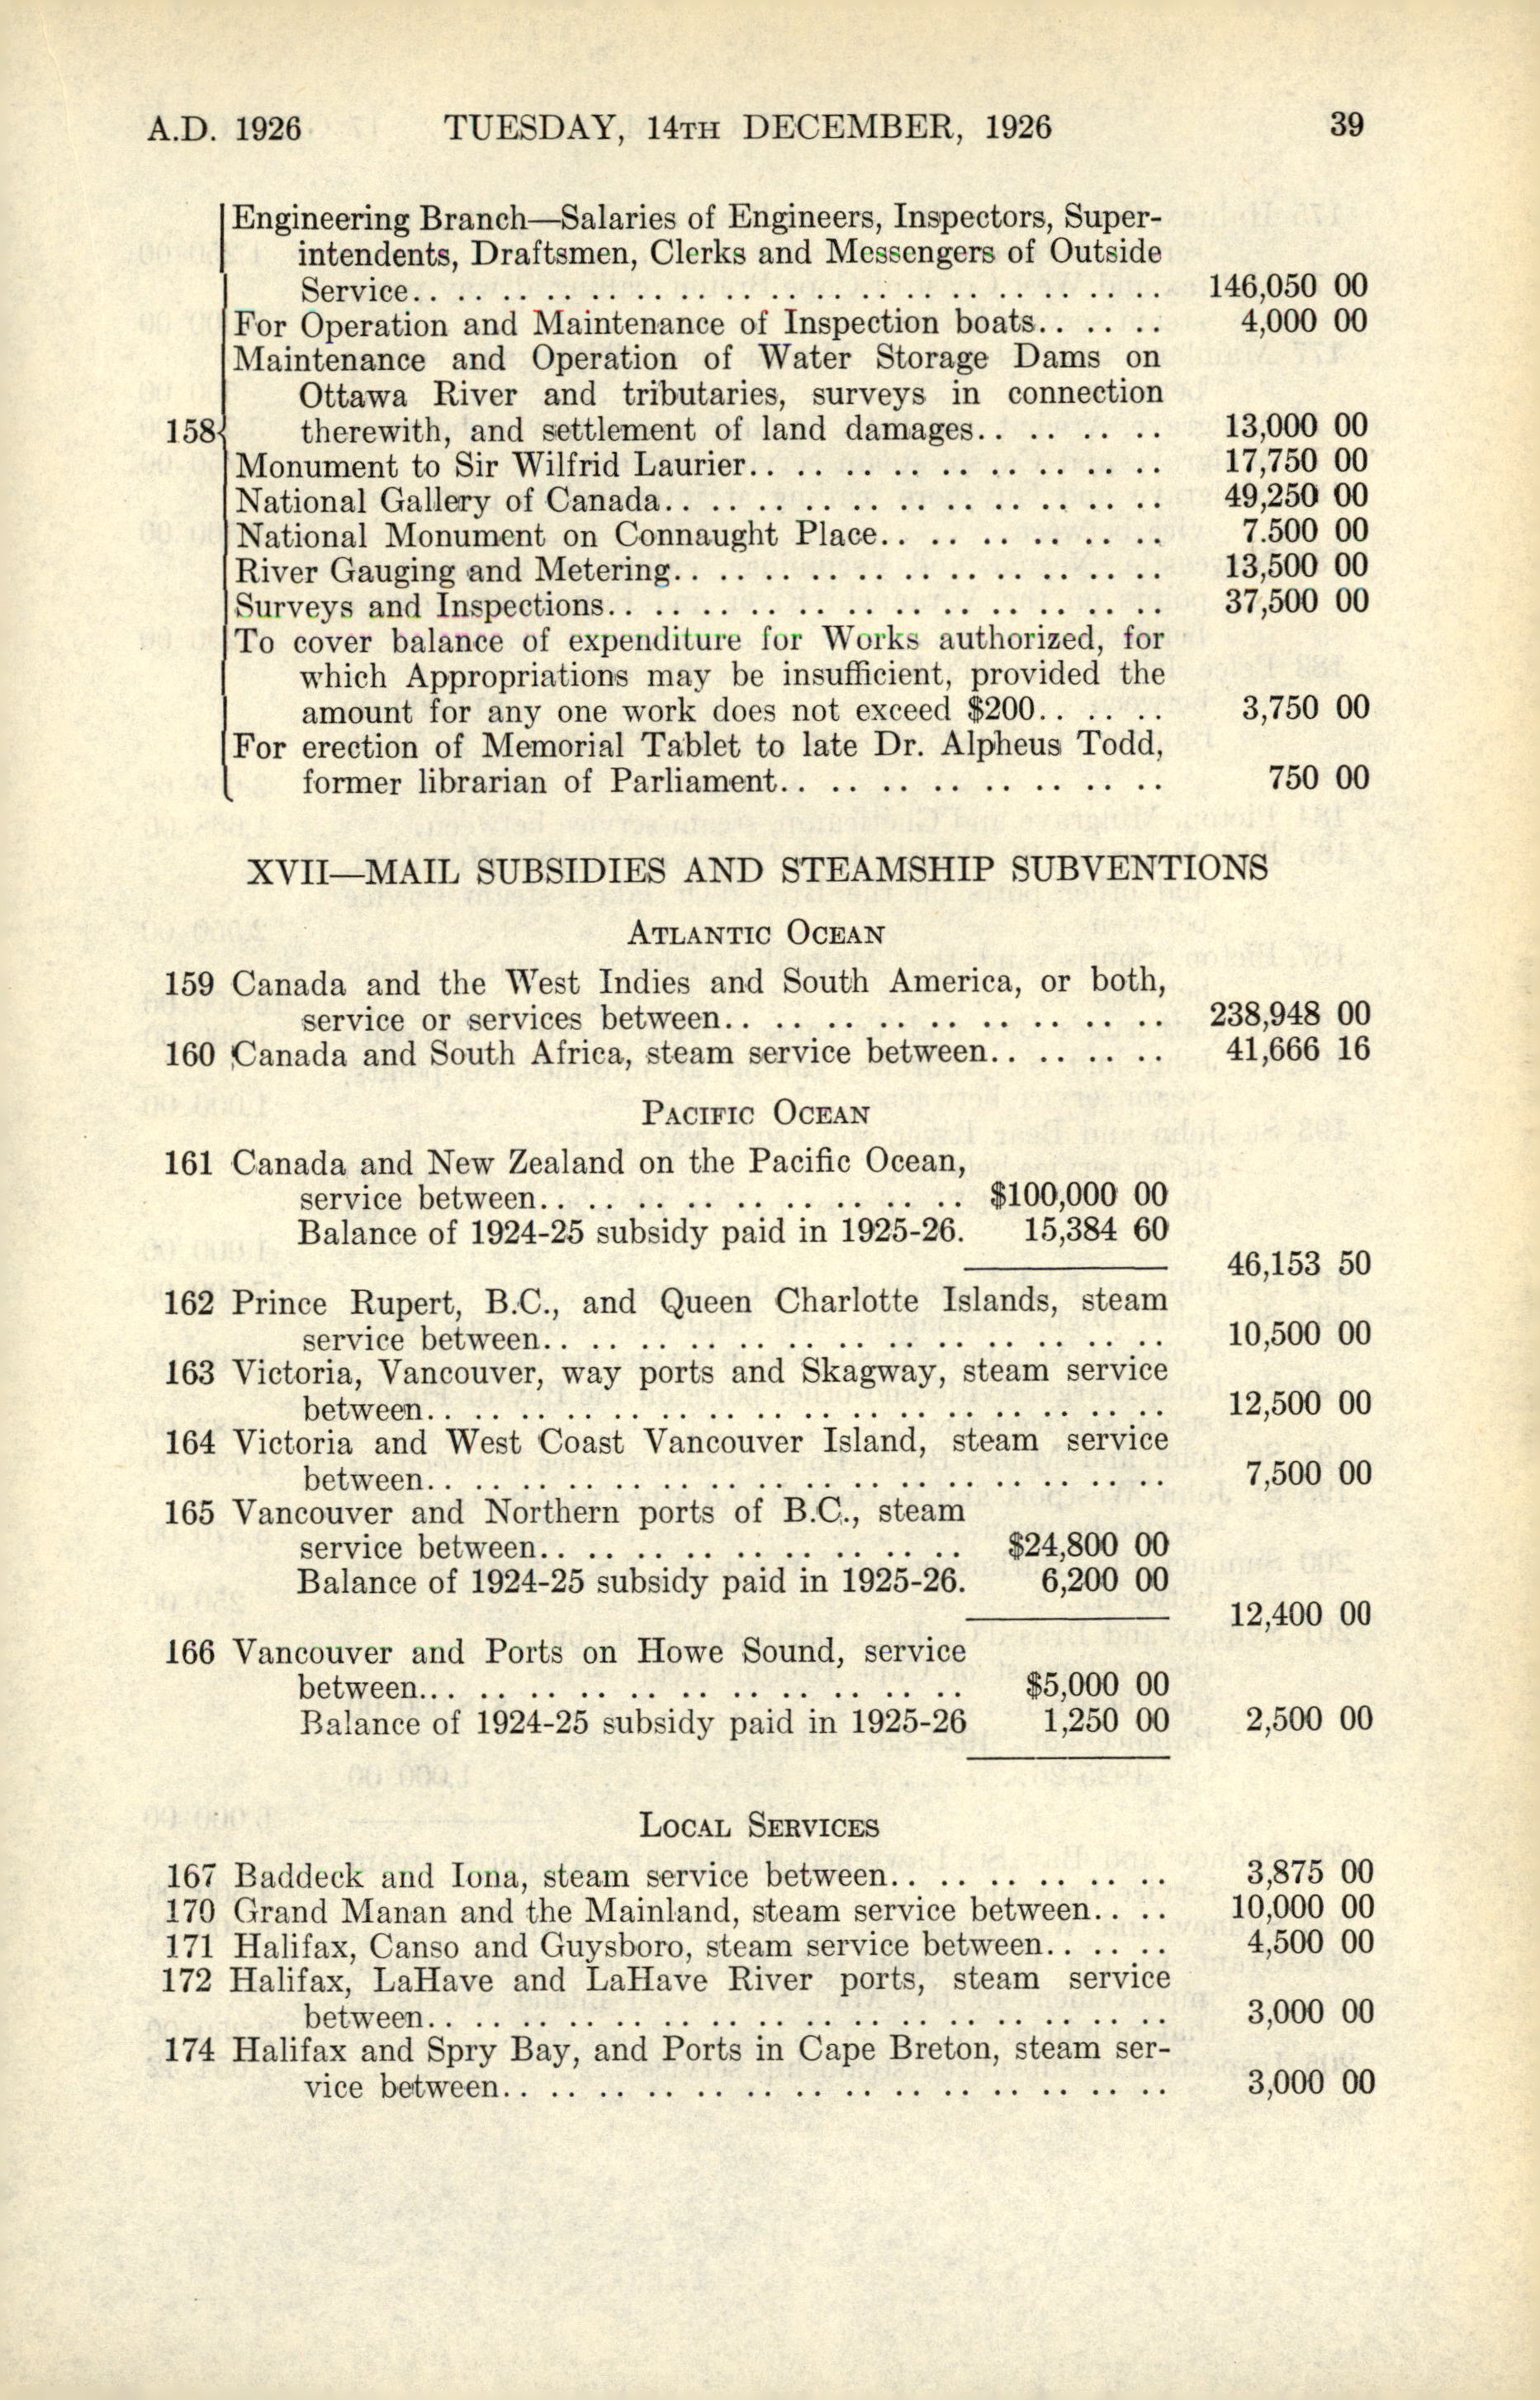 A.D. 1926 TUESDAY, 14TH DECEMBER, 1926 39
Engineering Branch—Salaries of Engineers, Inspectors, Super-
intendents, Draftsmen, Clerks and Messengers of Outside
Service.. .. .. .. .. .. .. .. .. .. .. .. .. .. .. .. 146,050 00
For Operation and Maintenance of Inspection boats.. .. .. 4,000 00
Maintenance and Operation of Water Storage Dams on
Ottawa River and tributaries, surveys in connection
158 therewith, and settlement of land damages.. .. .. .. 13,000 00
Monument to Sir Wilfrid Laurier.. .. .. .. .. .. .. .. .. 17,750 00
National Gallery of Canada.. .. .. .. .. .. .. .. .. .. .. 49,250 00
National Monument on Connaught Place.. .. .. .. .. .. 7.500 00
River Gauging and Metering.. .. .. .. .. .. .. .. .. .. 13,500 00
Surveys and Inspections.. .. .. .. .. .. .. .. .. .. .. .. 37,500 00
To cover balance of expenditure for Works authorized, for
which Appropriations may be insufficient, provided the
amount for any one work does not exceed $200.. .. .. 3,750 00
For erection of Memorial Tablet to late Dr. Alpheus Todd,
former librarian of Parliament.. .. .. .. .. .. .. .. 750 00
XVII—MAIL SUBSIDIES AND STEAMSHIP SUBVENTIONS
ATLANTIC OCEAN
159 Canada and the West Indies and South America, or both,
service or services between.. .. .. .. .. .. .. .. .. 238,948 00
160 Canada and South Africa, steam service between.. .. .. .. 41,666 16
PACIFIC OCEAN
161 Canada and New Zealand on the Pacific Ocean,
service between.. .. .. .. .. .. .. .. .. $100,000 00
Balance of 1924-25 subsidy paid in 1925-26. 15,384 60
46,153 50
162 Prince Rupert, B.C., and Queen Charlotte Islands, steam
service between.. .. .. .. .. .. .. .. .. .. .. .. .. 10,500 00
163 Victoria, Vancouver, way ports and Skagway, steam service
between.. .. .. .. .. .. .. .. .. .. .. .. .. .. .. .. 12,500 00
164 Victoria and West Coast Vancouver Island, steam service
between.. .. .. .. .. .. .. .. .. .. .. .. .. .. .. .. 7,500 00
165 Vancouver and Northern ports of B.C., steam
service between.. .. .. .. .. .. .. .. .. $24,800 00
Balance of 1924-25 subsidy paid in 1925-26. 6,200 00
12,400 00
166 Vancouver and Ports on Howe Sound, service
between... .. .. .. .. .. .. .. .. .. .. $5,000 00
Balance of 1924-25 subsidy paid in 1925-26 1,250 00 2,500 00
LOCAL SERVICES
167 Baddeck and Iona, steam service between.. .. .. .. .. .. 3,875 00
170 Grand Manan and the Mainland, steam service between.. .. 10,000 00
171 Halifax, Canso and Guysboro, steam service between.. .. .. 4,500 00
172 Halifax, LaHave and LaHave River ports, steam service
between.. .. .. .. .. .. .. .. .. .. .. .. .. .. .. .. 3,000 00
174 Halifax and Spry Bay, and Ports in Cape Breton, steam ser-
vice between.. .. .. .. .. .. .. .. .. .. .. .. .. .. 3,000 00